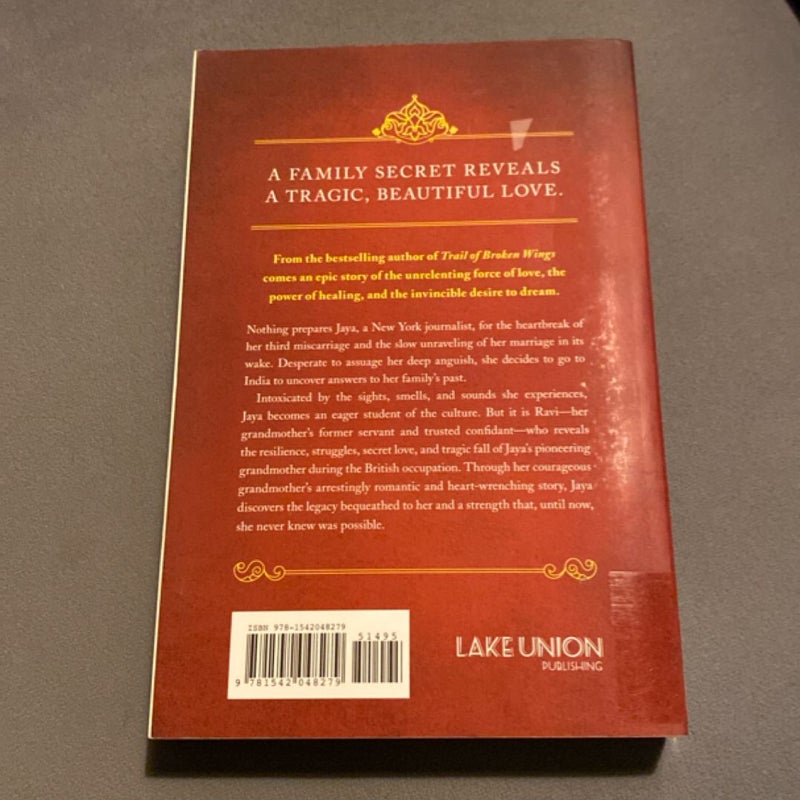 A FAMILY SECRET REVEALS
A TRAGIC, BEAUTIFUL LOVE.
From the bestselling author of Trail of Broken Wings
comes an epic story of the unrelenting force of love, the
power of healing, and the invincible desire to dream.
Nothing prepares Jaya, a New York journalist, for the heartbreak of
her third miscarriage and the slow unraveling of her marriage in its
wake. Desperate to assuage her deep anguish, she decides to go to
India to uncover answers to her family's past.
Intoxicated by the sights, smells, and sounds she experiences,
Jaya becomes an eager student of the culture. But it is Ravi—her
grandmother's former servant and trusted confidant—who reveals
the resilience, struggles, secret love, and tragic fall of Jaya's pioneering
grandmother during the British occupation. Through her courageous
grandmother's arrestingly romantic and heart-wrenching story, Jaya
discovers the legacy bequeathed to her and a strength that, until now,
she never knew was possible.
ISBN 978-1542048279
51495
9 781542 048279
LAKE UNION
PUBLISHING